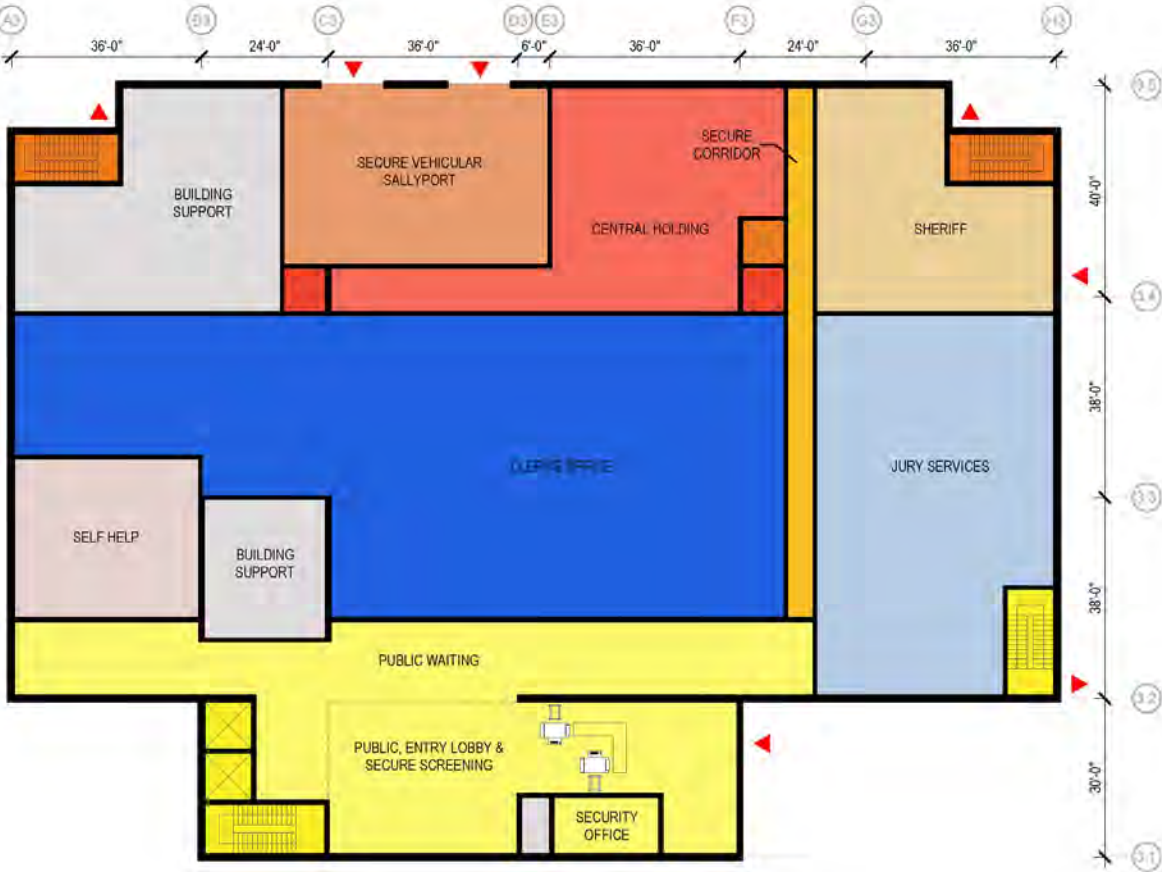 A3 B3 C3 D3 E3 F3 G3 H3
36'-0" 24'-0" 36'-0" 6'-0" 36'-0" 24'-0" 36'-0"
3.5
SECURE
CORRIDOR
SECURE VEHICULAR
SALLYPORT
BUILDING
SUPPORT
40'-0"
CENTRAL HOLDING
SHERIFF
3.4
38'-0"
CLERKS OFFICE
JURY SERVICES
3.3
SELF HELP
BUILDING
SUPPORT
38'-0"
PUBLIC WAITING
3.2
PUBLIC, ENTRY LOBBY &
SECURE SCREENING
30'-0"
SECURITY
OFFICE
3.1